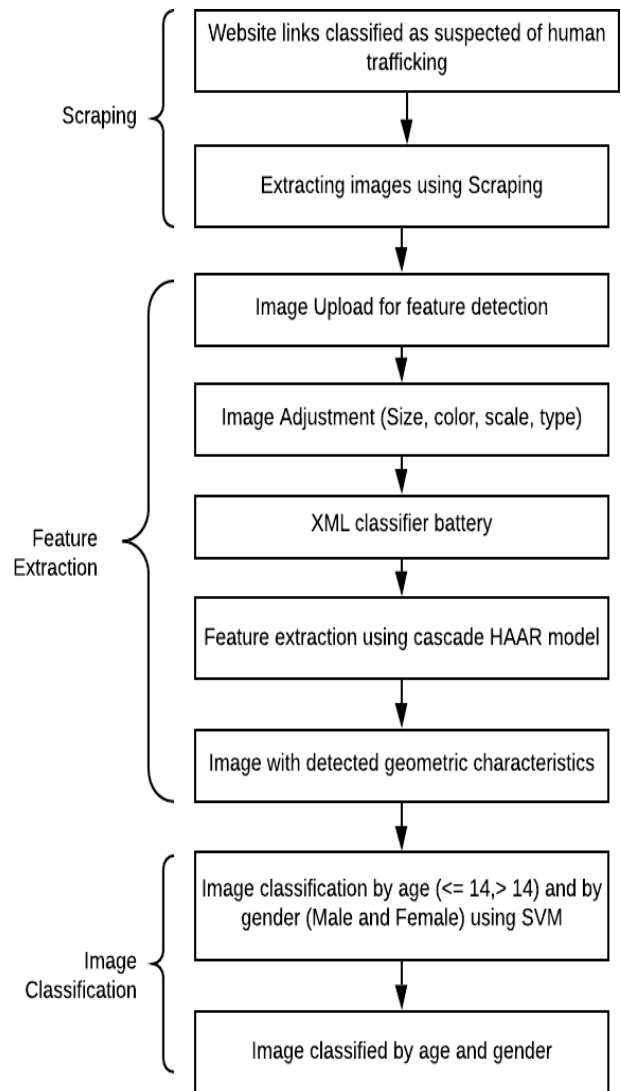 Website links classified as suspected of human
trafficking
Scraping
Extracting images using Scraping
Image Upload for feature detection
Image Adjustment (Size, color, scale, type)
XML classifier battery
Feature
Extraction
Feature extraction using cascade HAAR model
Image with detected geometric characteristics
Image classification by age (<= 14,> 14) and by
gender (Male and Female) using SVM
Image
Classification
Image classified by age and gender